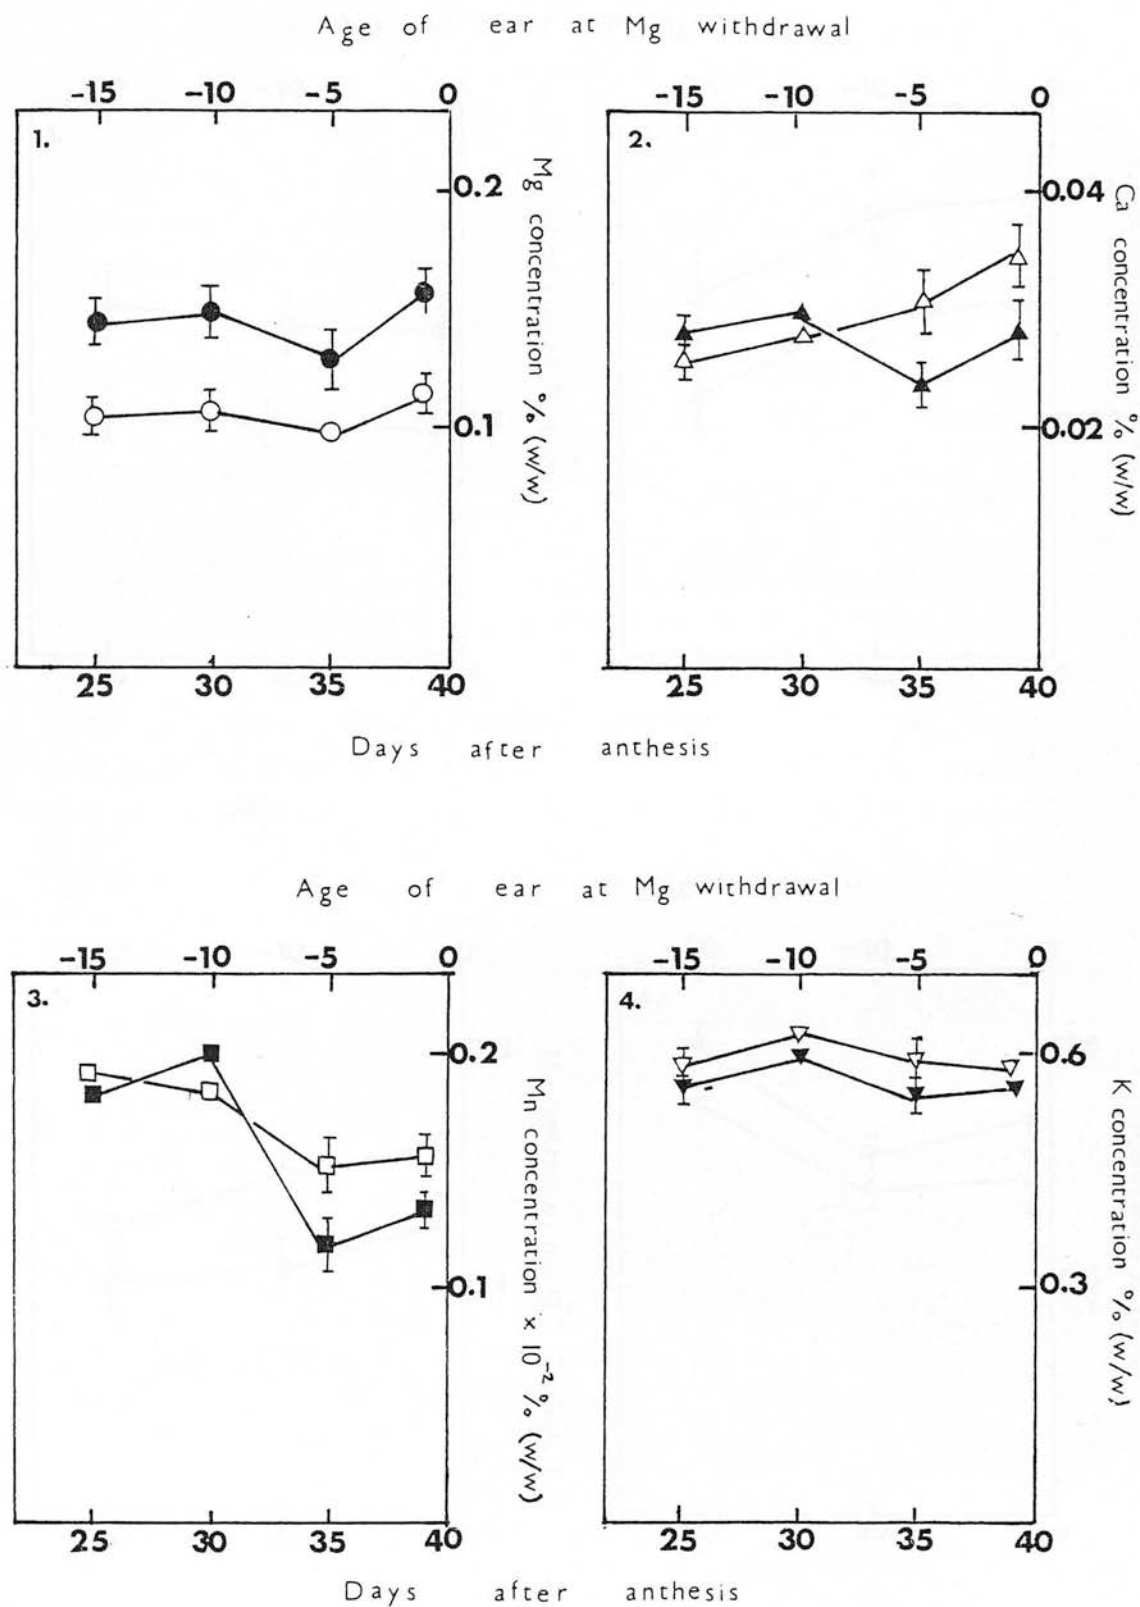 Age of ear at Mg withdrawal
-15 -10 -5 0
-15 -10 -5 0
1.
0.2
0.1
Mg concentration % (w/w)
25 30 35 40
2.
0.04
0.02
Ca concentration % (w/w)
25 30 35 40
Days after anthesis
Age of ear at Mg withdrawal
-15 -10 -5 0
-15 -10 -5 0
3.
0.2
0.1
Mn concentration × 10⁻² % (w/w)
25 30 35 40
4.
0.6
0.3
K concentration % (w/w)
25 30 35 40
Days after anthesis